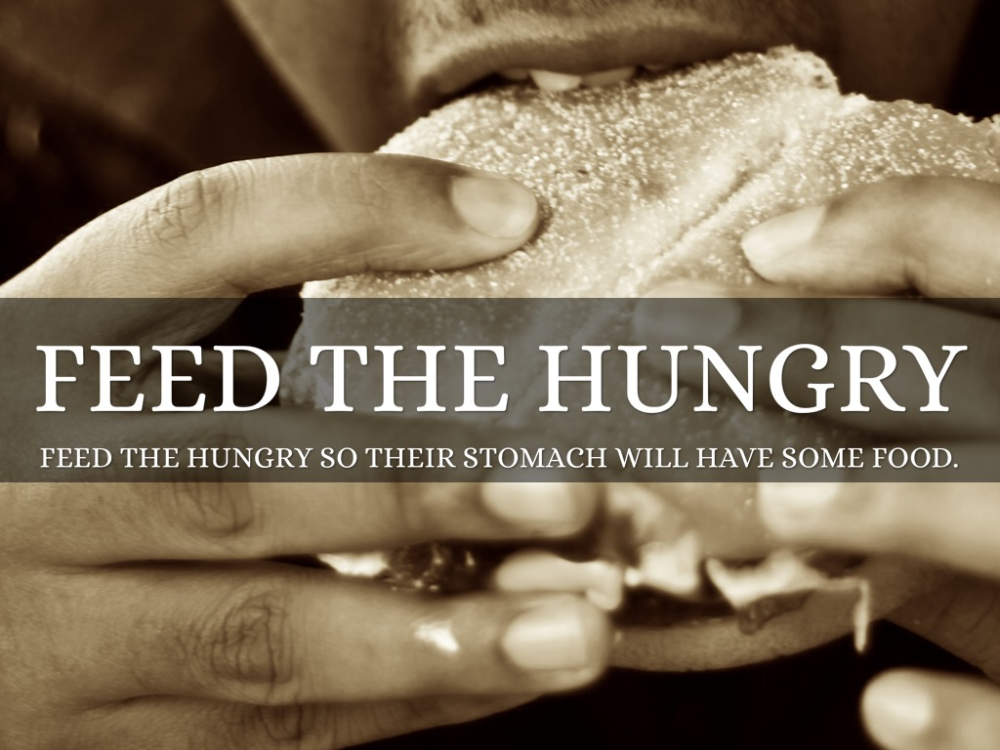 FEED THE HUNGRY
FEED THE HUNGRY SO THEIR STOMACH WILL HAVE SOME FOOD.